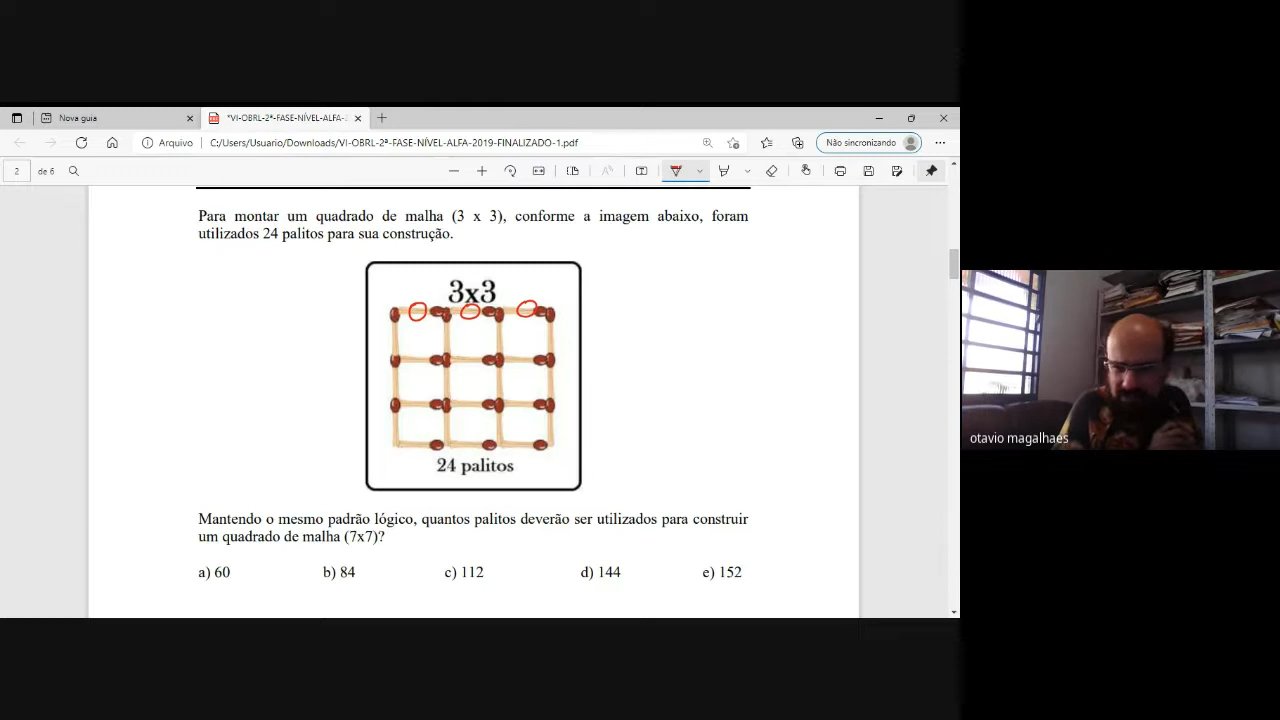 Nova guia
*VI-OBRL-2ª-FASE-NÍVEL-ALFA-2
Arquivo
C:/Users/Usuario/Downloads/VI-OBRL-2ª-FASE-NÍVEL-ALFA-2019-FINALIZADO-1.pdf
Não sincronizando
2
de 6
Para montar um quadrado de malha (3 x 3), conforme a imagem abaixo, foram
utilizados 24 palitos para sua construção.
3x3
24 palitos
Mantendo o mesmo padrão lógico, quantos palitos deverão ser utilizados para construir
um quadrado de malha (7x7)?
a) 60 b) 84 c) 112 d) 144 e) 152
otavio magalhaes